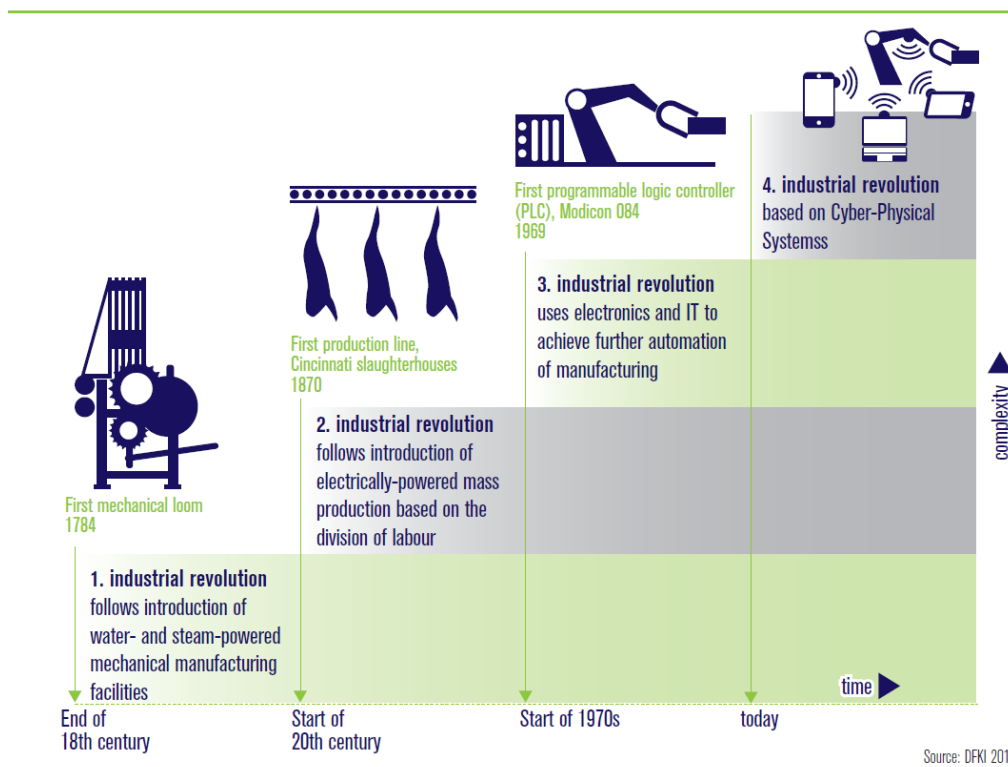 First mechanical loom
1784
1. industrial revolution
follows introduction of
water- and steam-powered
mechanical manufacturing
facilities
End of
18th century
First production line,
Cincinnati slaughterhouses
1870
2. industrial revolution
follows introduction of
electrically-powered mass
production based on the
division of labour
Start of
20th century
First programmable logic controller
(PLC), Modicon 084
1969
3. industrial revolution
uses electronics and IT to
achieve further automation
of manufacturing
Start of 1970s
4. industrial revolution
based on Cyber-Physical
Systemss
today
time
complexity
Source: DFKI 201